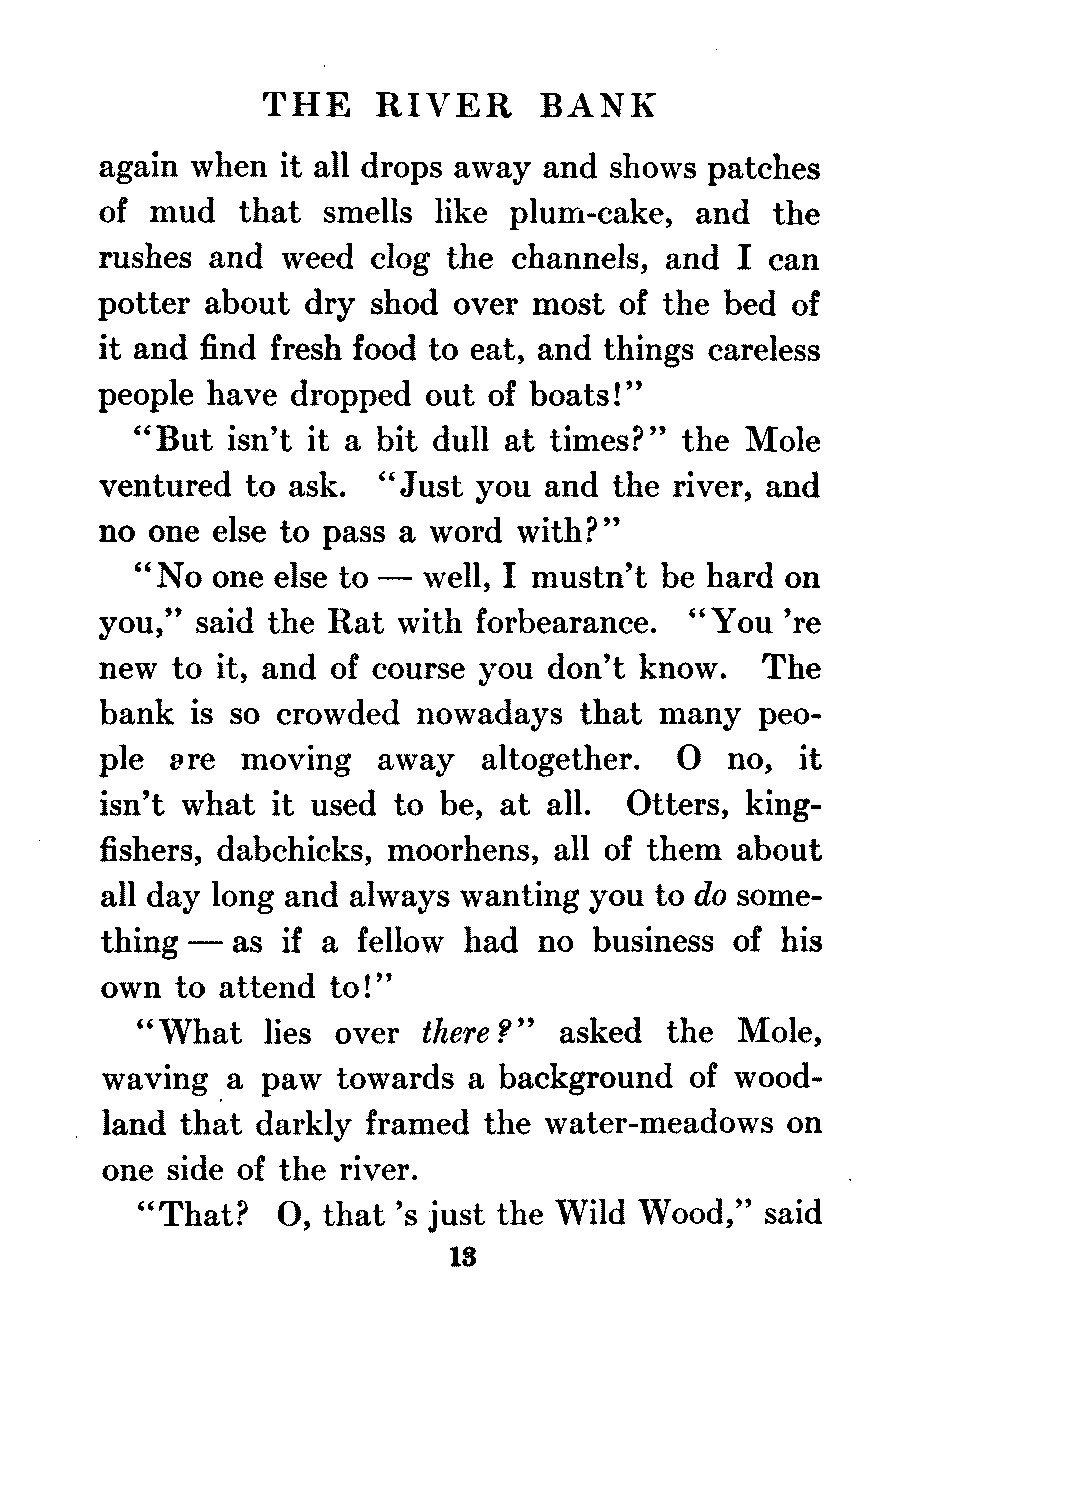 THE RIVER BANK
again when it all drops away and shows patches
of mud that smells like plum-cake, and the
rushes and weed clog the channels, and I can
potter about dry shod over most of the bed of
it and find fresh food to eat, and things careless
people have dropped out of boats!"
"But isn't it a bit dull at times?" the Mole
ventured to ask. "Just you and the river, and
no one else to pass a word with?"
"No one else to — well, I mustn't be hard on
you," said the Rat with forbearance. "You 're
new to it, and of course you don't know. The
bank is so crowded nowadays that many peo-
ple are moving away altogether. O no, it
isn't what it used to be, at all. Otters, king-
fishers, dabchicks, moorhens, all of them about
all day long and always wanting you to do some-
thing — as if a fellow had no business of his
own to attend to!"
"What lies over there?" asked the Mole,
waving a paw towards a background of wood-
land that darkly framed the water-meadows on
one side of the river.
"That? O, that 's just the Wild Wood," said
13